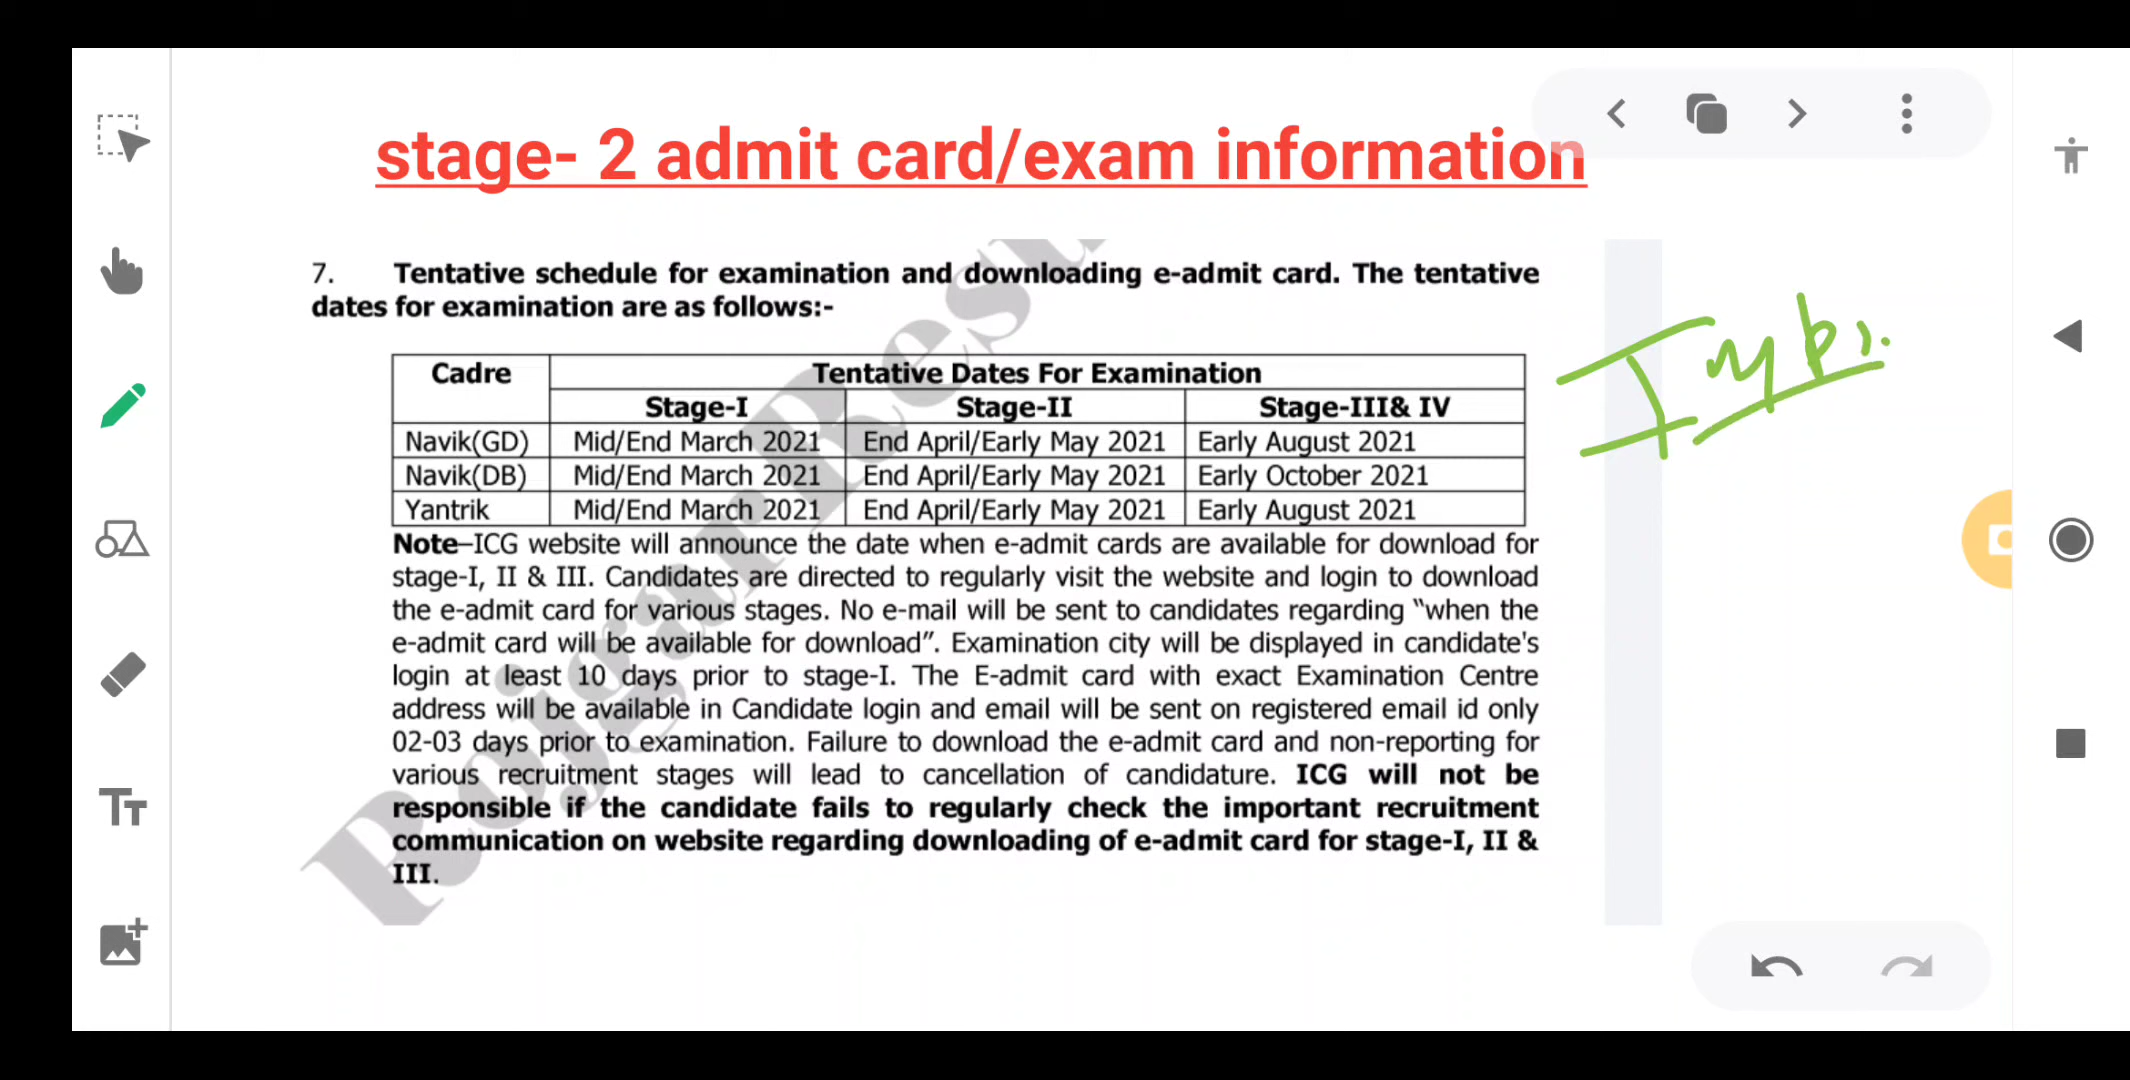 stage- 2 admit card/exam information
7. Tentative schedule for examination and downloading e-admit card. The tentative
dates for examination are as follows:-
Cadre Tentative Dates For Examination
Stage-I Stage-II Stage-III& IV
Navik(GD) Mid/End March 2021 End April/Early May 2021 Early August 2021
Navik(DB) Mid/End March 2021 End April/Early May 2021 Early October 2021
Yantrik Mid/End March 2021 End April/Early May 2021 Early August 2021
Note–ICG website will announce the date when e-admit cards are available for download for
stage-I, II & III. Candidates are directed to regularly visit the website and login to download
the e-admit card for various stages. No e-mail will be sent to candidates regarding “when the
e-admit card will be available for download”. Examination city will be displayed in candidate's
login at least 10 days prior to stage-I. The E-admit card with exact Examination Centre
address will be available in Candidate login and email will be sent on registered email id only
02-03 days prior to examination. Failure to download the e-admit card and non-reporting for
various recruitment stages will lead to cancellation of candidature. ICG will not be
responsible if the candidate fails to regularly check the important recruitment
communication on website regarding downloading of e-admit card for stage-I, II &
III.
RojgarResu
Tт